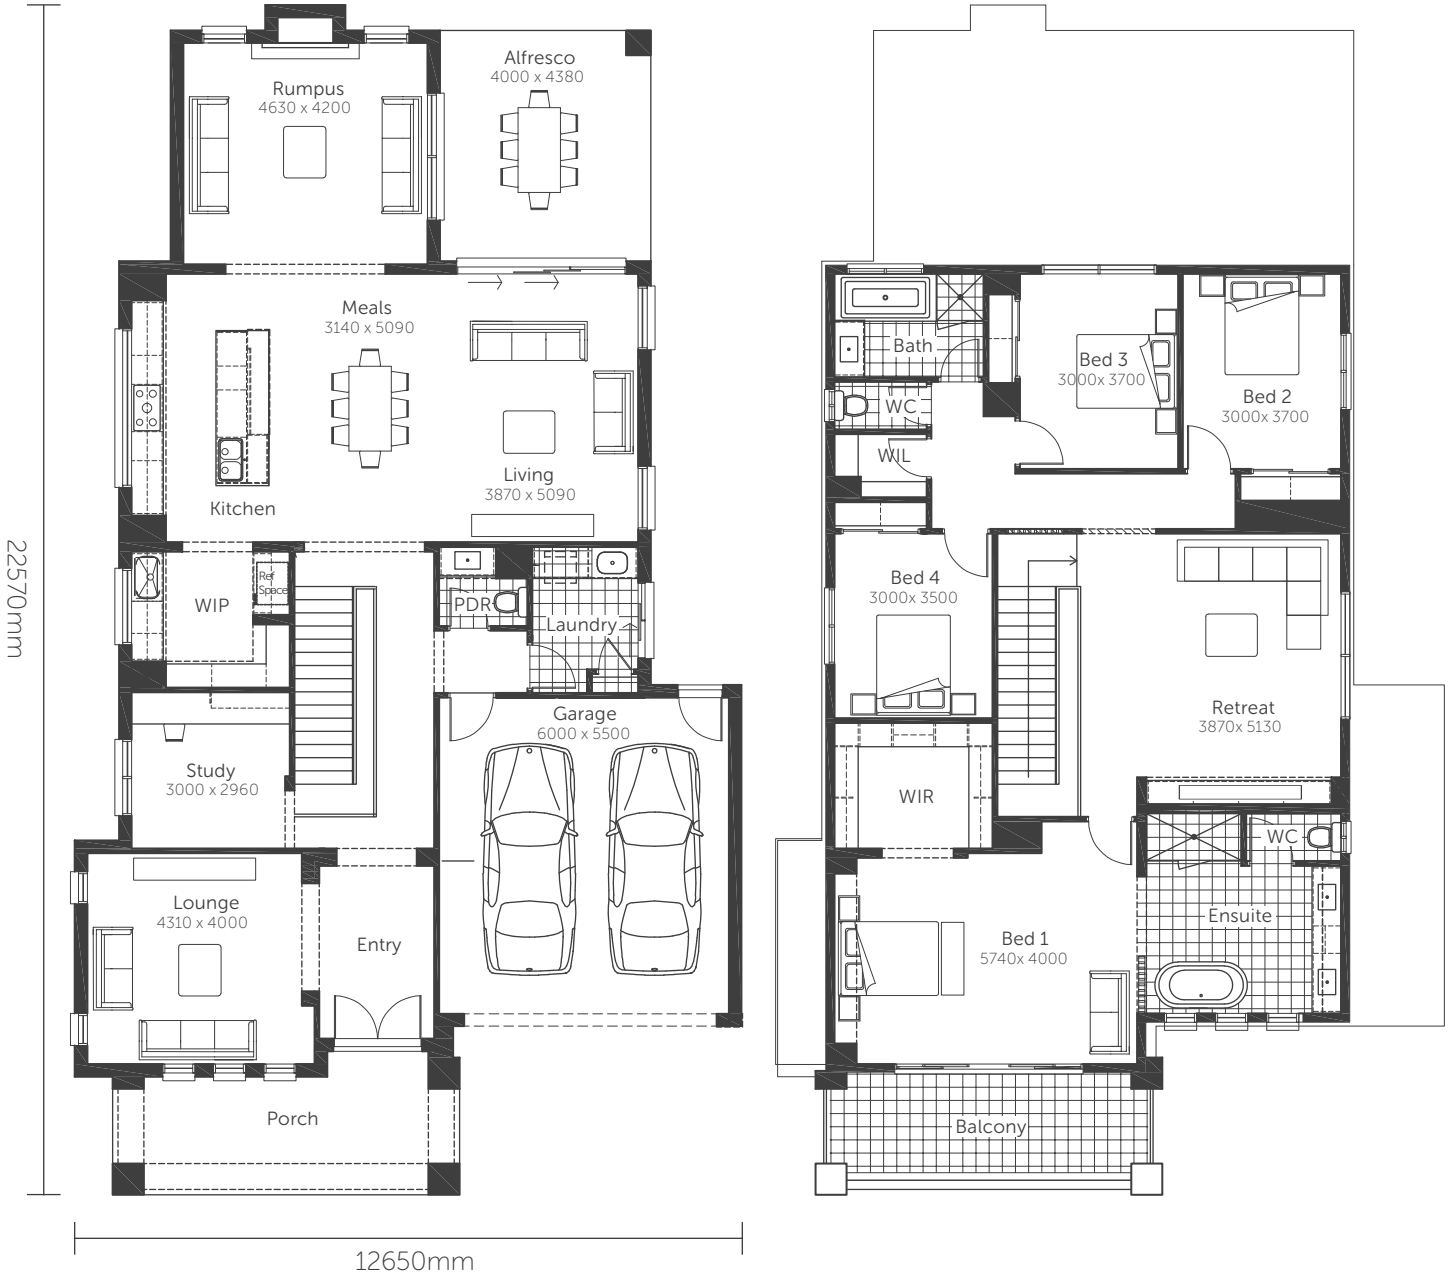 Rumpus
4630 x 4200
Alfresco
4000 x 4380
Meals
3140 x 5090
Living
3870 x 5090
Kitchen
WIP
Ref
Space
PDR
Laundry
Garage
6000 x 5500
Study
3000 x 2960
Lounge
4310 x 4000
Entry
Porch
22570mm
12650mm
Bath
WC
WIL
Bed 3
3000x 3700
Bed 2
3000x 3700
Bed 4
3000x 3500
Retreat
3870x 5130
WIR
WC
Ensuite
Bed 1
5740x 4000
Balcony